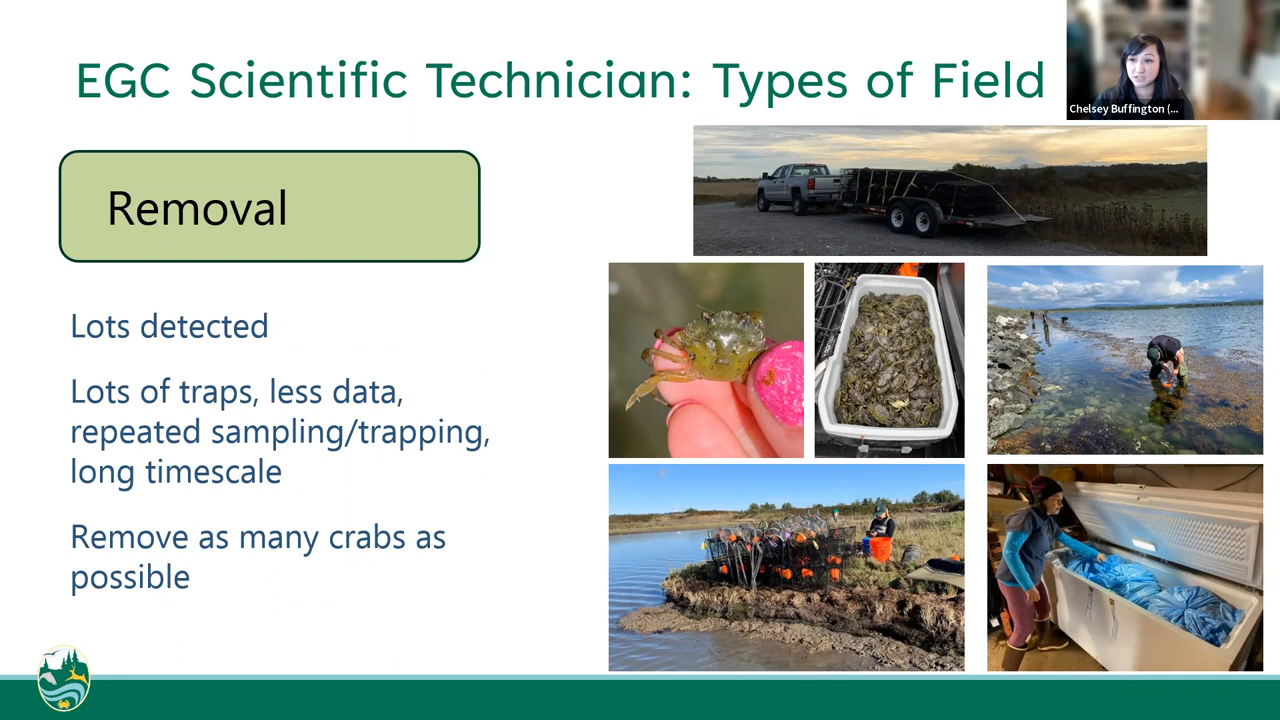 EGC Scientific Technician: Types of Field
Chelsey Buffington (...
Removal
Lots detected
Lots of traps, less data,
repeated sampling/trapping,
long timescale
Remove as many crabs as
possible